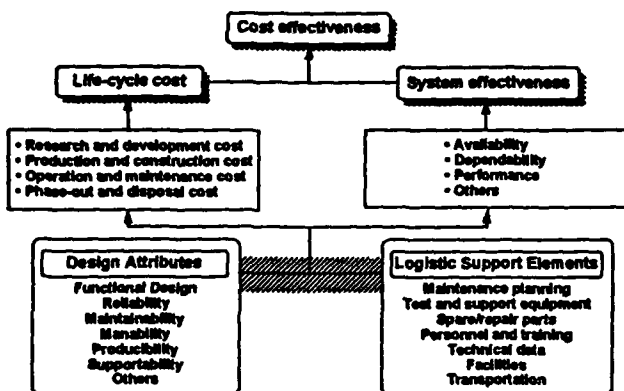 Cost effectiveness
Life-cycle cost
System effectiveness
• Research and development cost
• Production and construction cost
• Operation and maintenance cost
• Phase-out and disposal cost
• Availability
• Dependability
• Performance
• Others
Design Attributes
Functional Design
Reliability
Maintainability
Manability
Producibility
Supportability
Others
Logistic Support Elements
Maintenance planning
Test and support equipment
Spare/repair parts
Personnel and training
Technical data
Facilities
Transportation